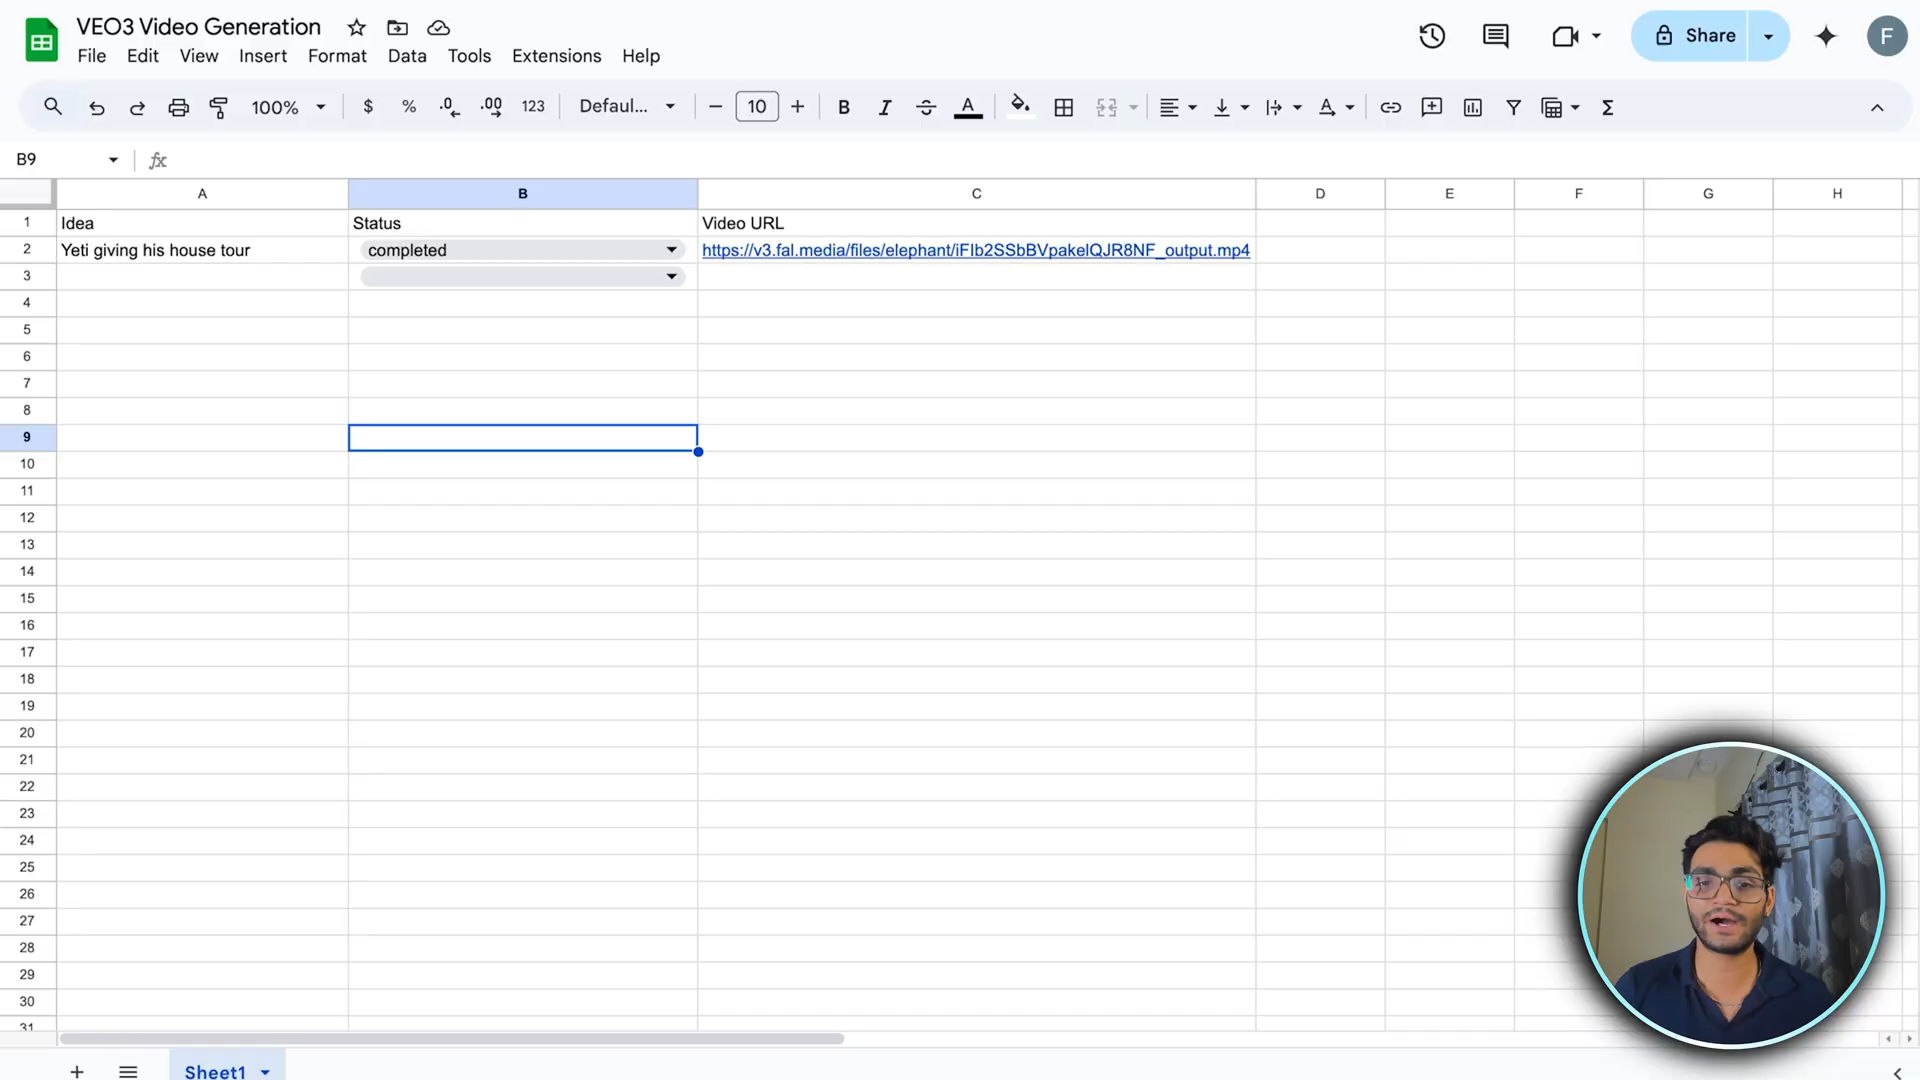 VEO3 Video Generation
File Edit View Insert Format Data Tools Extensions Help
Share
F
100% $ % .0 .00 123 Defaul... 10 B I A
B9 fx
A B C D E F G H
1 Idea Status Video URL
2 Yeti giving his house tour completed https://v3.fal.media/files/elephant/iFIb2SSbBVpakelQJR8NF_output.mp4
3
4
5
6
7
8
9
10
11
12
13
14
15
16
17
18
19
20
21
22
23
24
25
26
27
28
29
30
31
Sheet1